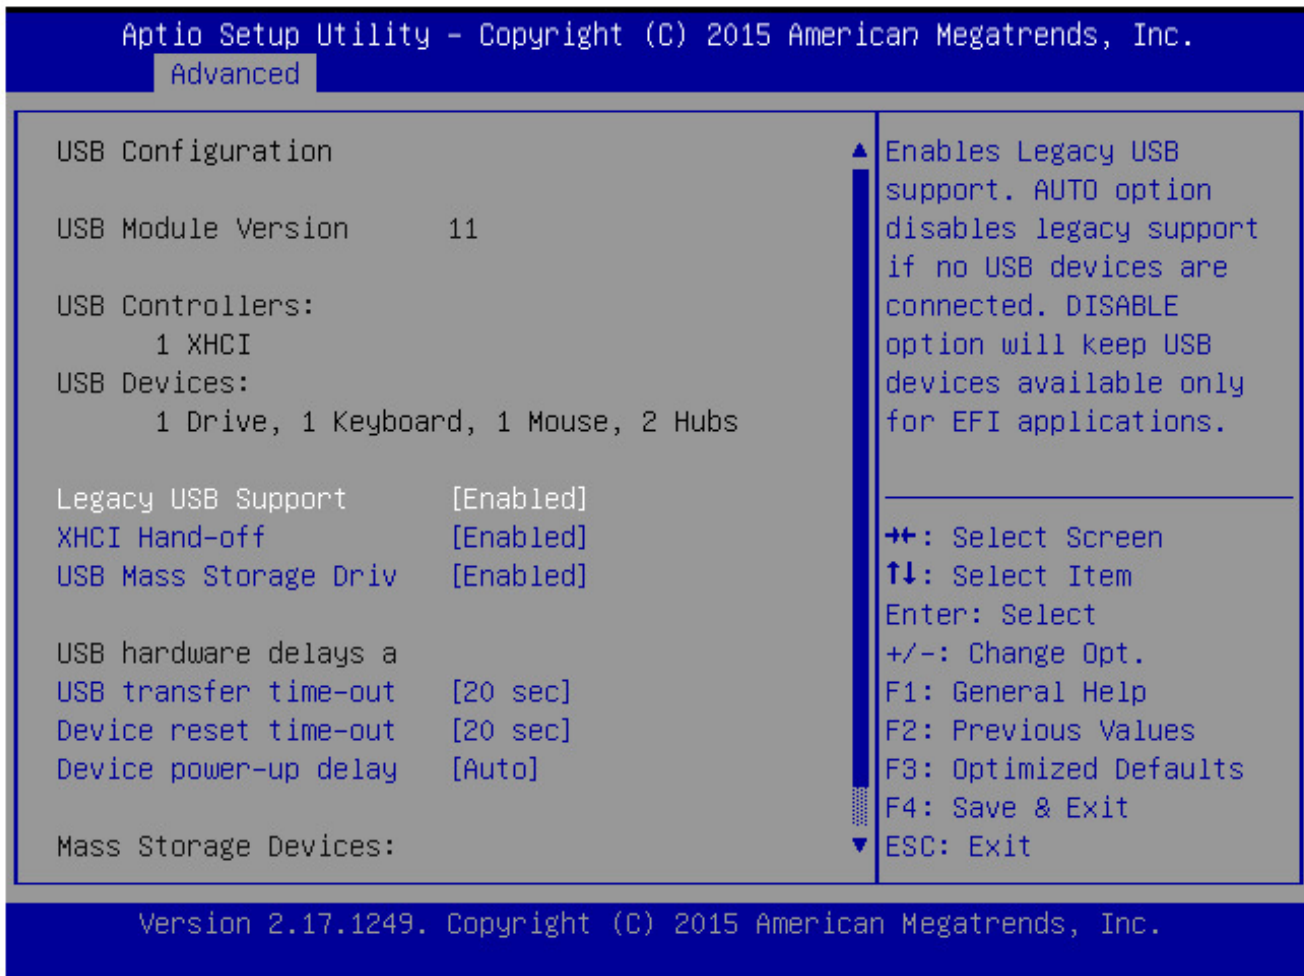 Aptio Setup Utility – Copyright (C) 2015 American Megatrends, Inc.
Advanced
USB Configuration
USB Module Version 11
USB Controllers:
1 XHCI
USB Devices:
1 Drive, 1 Keyboard, 1 Mouse, 2 Hubs
Legacy USB Support [Enabled]
XHCI Hand-off [Enabled]
USB Mass Storage Driv [Enabled]
USB hardware delays a
USB transfer time-out [20 sec]
Device reset time-out [20 sec]
Device power-up delay [Auto]
Mass Storage Devices:
Enables Legacy USB
support. AUTO option
disables legacy support
if no USB devices are
connected. DISABLE
option will keep USB
devices available only
for EFI applications.
→←: Select Screen
↑↓: Select Item
Enter: Select
+/-: Change Opt.
F1: General Help
F2: Previous Values
F3: Optimized Defaults
F4: Save & Exit
ESC: Exit
Version 2.17.1249. Copyright (C) 2015 American Megatrends, Inc.